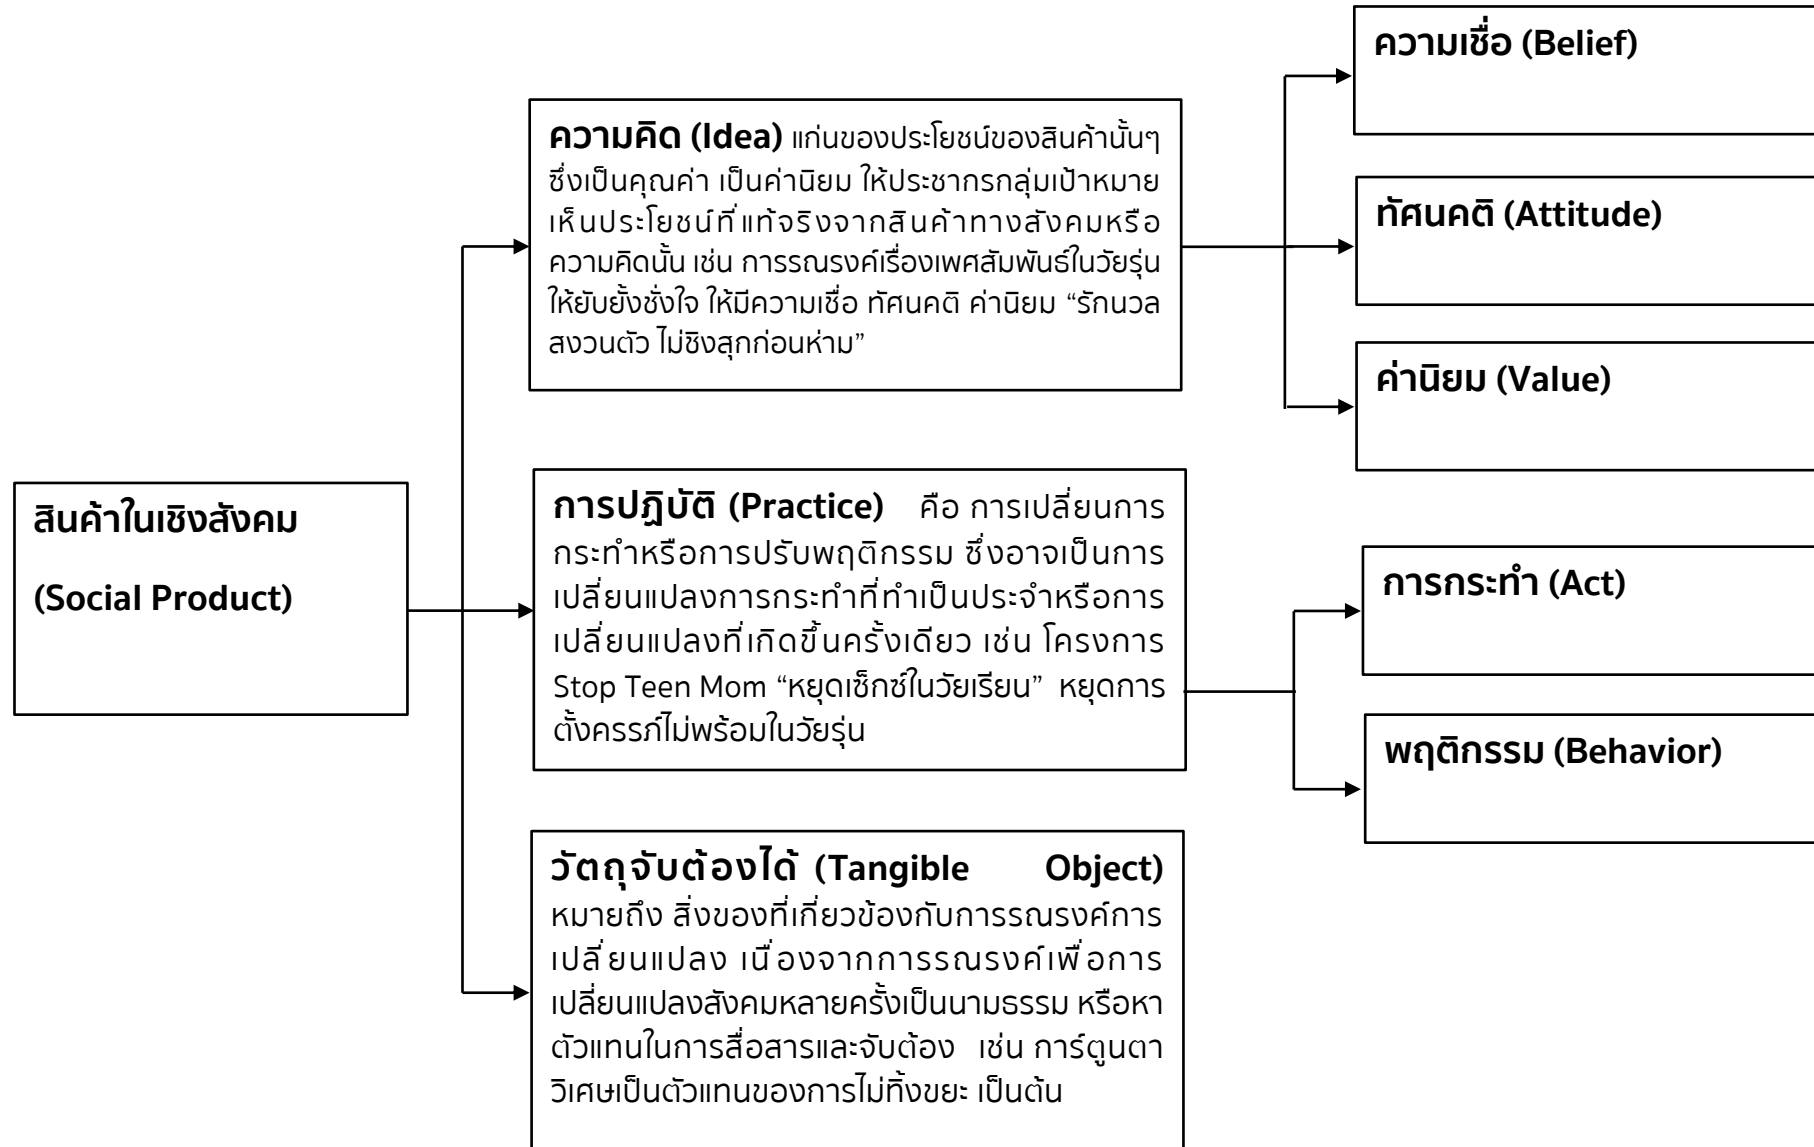 สินค้าในเชิงสังคม
(Social Product)
ความคิด (Idea) แก่นของประโยชน์ของสินค้านั้นๆ
ซึ่งเป็นคุณค่า เป็นค่านิยม ให้ประชากรกลุ่มเป้าหมาย
เห็นประโยชน์ที่แท้จริงจากสินค้าทางสังคมหรือ
ความคิดนั้น เช่น การรณรงค์เรื่องเพศสัมพันธ์ในวัยรุ่น
ให้ยับยั้งชั่งใจ ให้มีความเชื่อ ทัศนคติ ค่านิยม “รักนวล
สงวนตัว ไม่ชิงสุกก่อนห่าม”
ความเชื่อ (Belief)
ทัศนคติ (Attitude)
ค่านิยม (Value)
การปฏิบัติ (Practice) คือ การเปลี่ยนการ
กระทำหรือการปรับพฤติกรรม ซึ่งอาจเป็นการ
เปลี่ยนแปลงการกระทำที่ทำเป็นประจำหรือการ
เปลี่ยนแปลงที่เกิดขึ้นครั้งเดียว เช่น โครงการ
Stop Teen Mom “หยุดเซ็กซ์ในวัยเรียน” หยุดการ
ตั้งครรภ์ไม่พร้อมในวัยรุ่น
การกระทำ (Act)
พฤติกรรม (Behavior)
วัตถุจับต้องได้ (Tangible Object)
หมายถึง สิ่งของที่เกี่ยวข้องกับการรณรงค์การ
เปลี่ยนแปลง เนื่องจากการรณรงค์เพื่อการ
เปลี่ยนแปลงสังคมหลายครั้งเป็นนามธรรม หรือหา
ตัวแทนในการสื่อสารและจับต้อง เช่น การ์ตูนตา
วิเศษเป็นตัวแทนของการไม่ทิ้งขยะ เป็นต้น